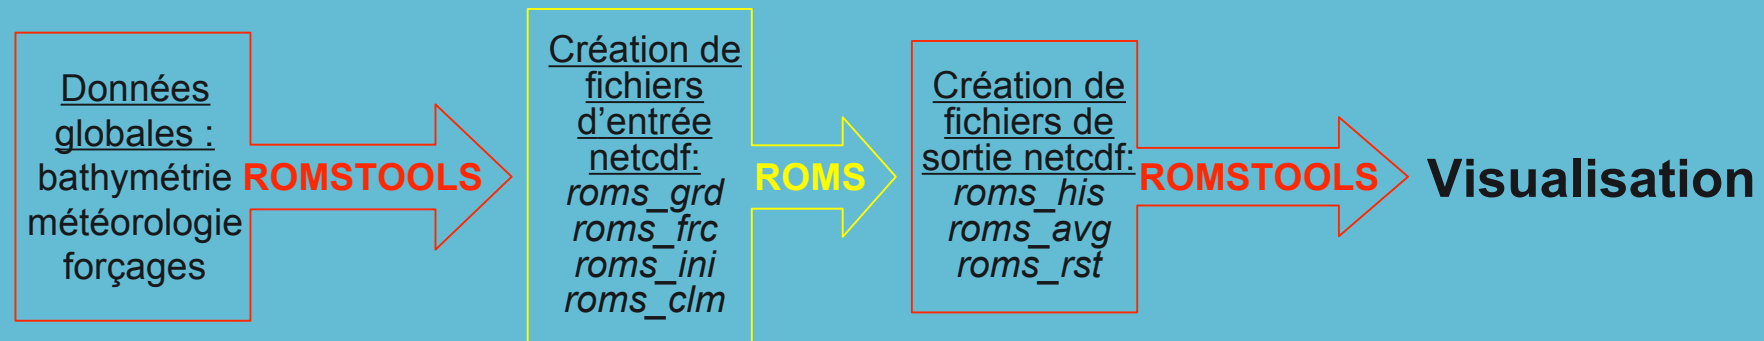 Données
globales :
bathymétrie
météorologie
forçages
ROMSTOOLS
Création de
fichiers
d'entrée
netcdf:
roms_grd
roms_frc
roms_ini
roms_clm
ROMS
Création de
fichiers de
sortie netcdf:
roms_his
roms_avg
roms_rst
ROMSTOOLS
Visualisation